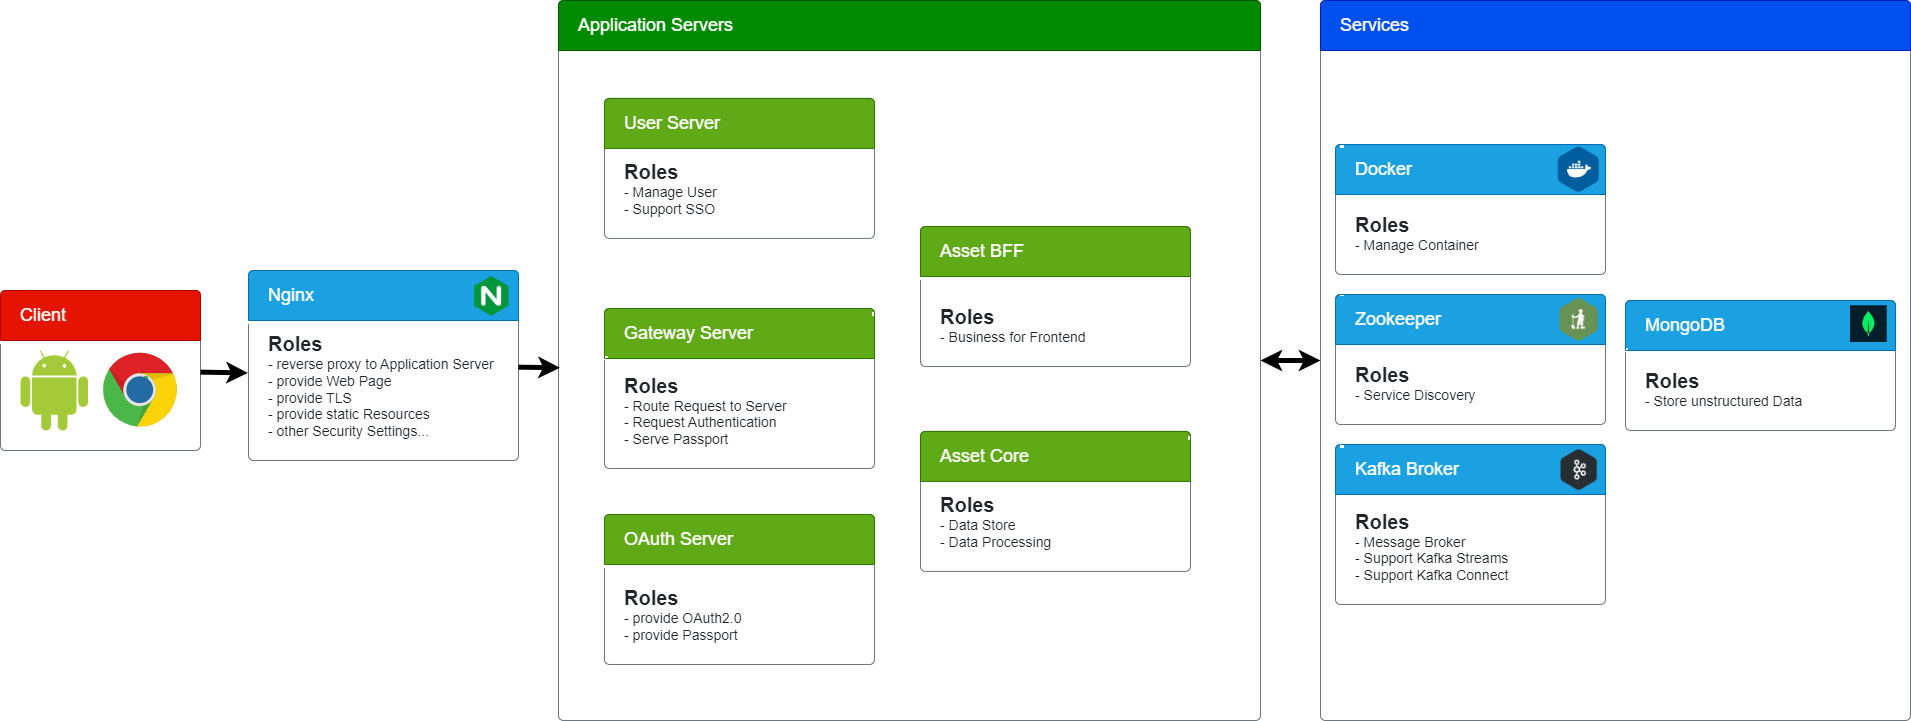 Client
Nginx
Roles
- reverse proxy to Application Server
- provide Web Page
- provide TLS
- provide static Resources
- other Security Settings...
Application Servers
User Server
Roles
- Manage User
- Support SSO
Gateway Server
Roles
- Route Request to Server
- Request Authentication
- Serve Passport
OAuth Server
Roles
- provide OAuth2.0
- provide Passport
Asset BFF
Roles
- Business for Frontend
Asset Core
Roles
- Data Store
- Data Processing
Services
Docker
Roles
- Manage Container
Zookeeper
Roles
- Service Discovery
Kafka Broker
Roles
- Message Broker
- Support Kafka Streams
- Support Kafka Connect
MongoDB
Roles
- Store unstructured Data